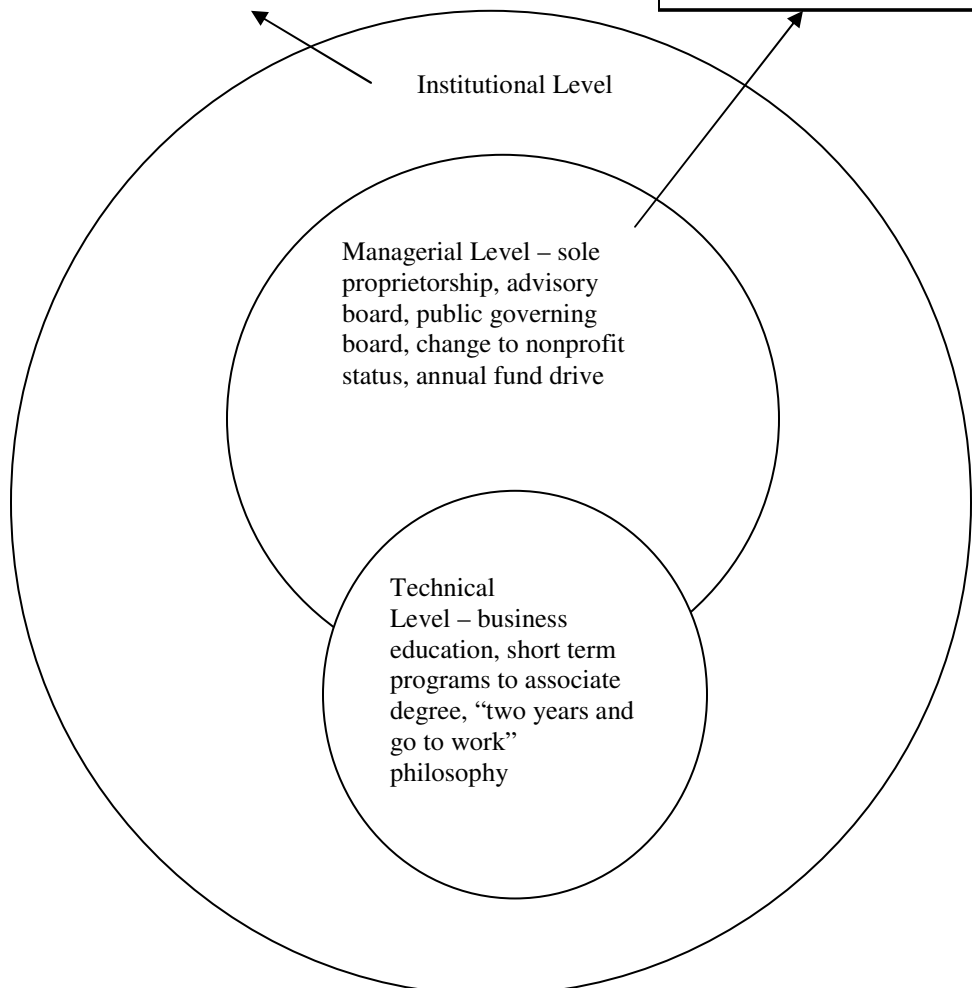 Institutional Level
Managerial Level – sole
proprietorship, advisory
board, public governing
board, change to nonprofit
status, annual fund drive
Technical
Level – business
education, short term
programs to associate
degree, “two years and
go to work”
philosophy